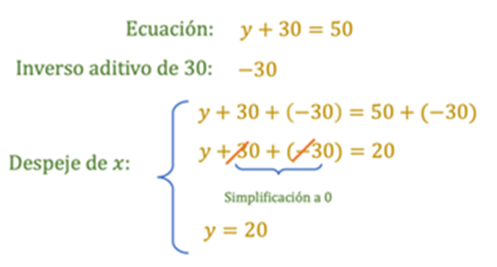 Ecuación: y + 30 = 50
Inverso aditivo de 30: −30
y + 30 + (−30) = 50 + (−30)
Despeje de x: y + 30 + (−30) = 20
Simplificación a 0
y = 20